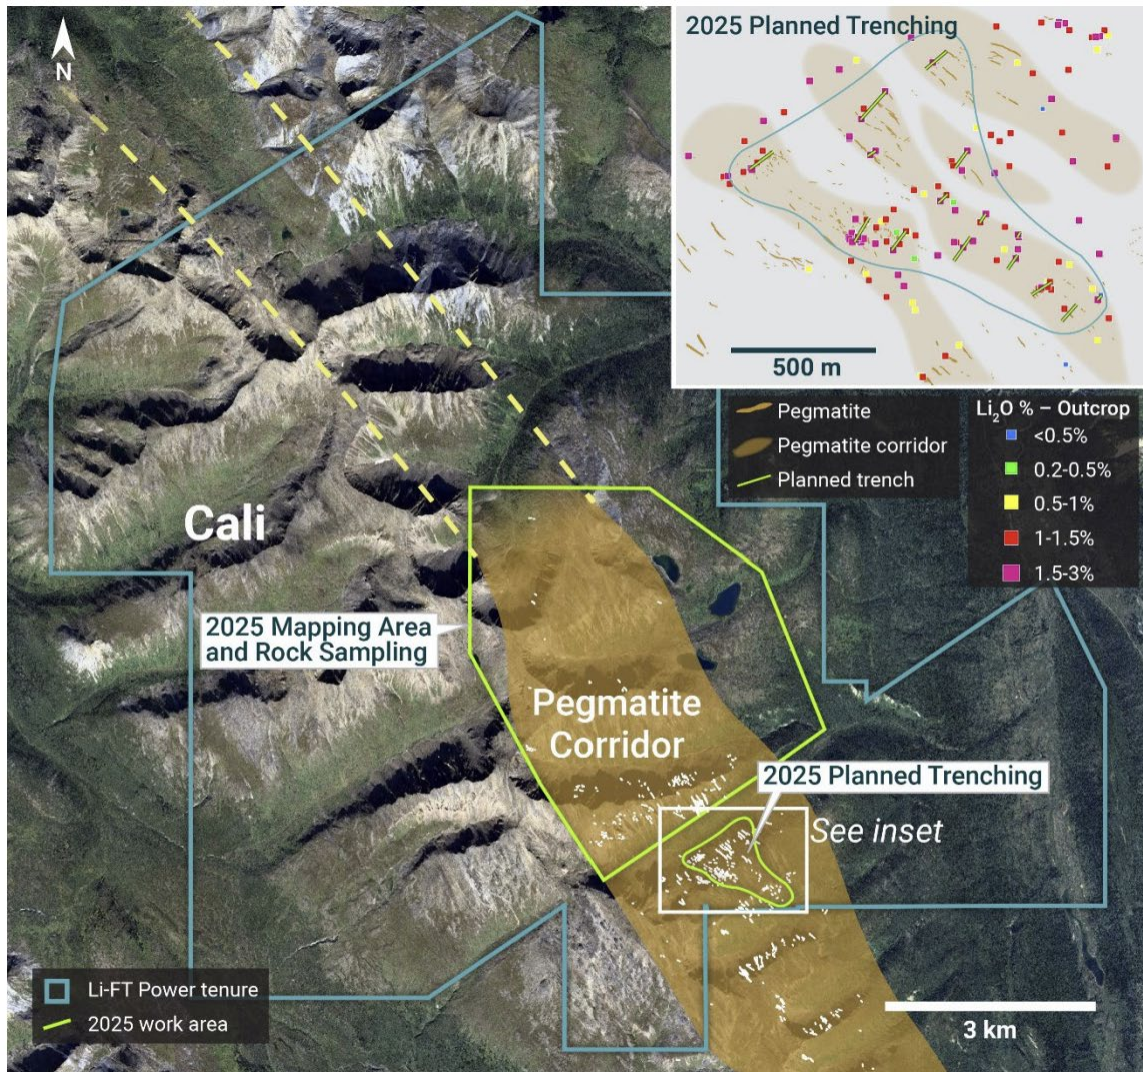 N
2025 Planned Trenching
500 m
Pegmatite
Pegmatite corridor
Planned trench
Li₂O % – Outcrop
<0.5%
0.2-0.5%
0.5-1%
1-1.5%
1.5-3%
Cali
2025 Mapping Area
and Rock Sampling
Pegmatite
Corridor
2025 Planned Trenching
See inset
Li-FT Power tenure
2025 work area
3 km